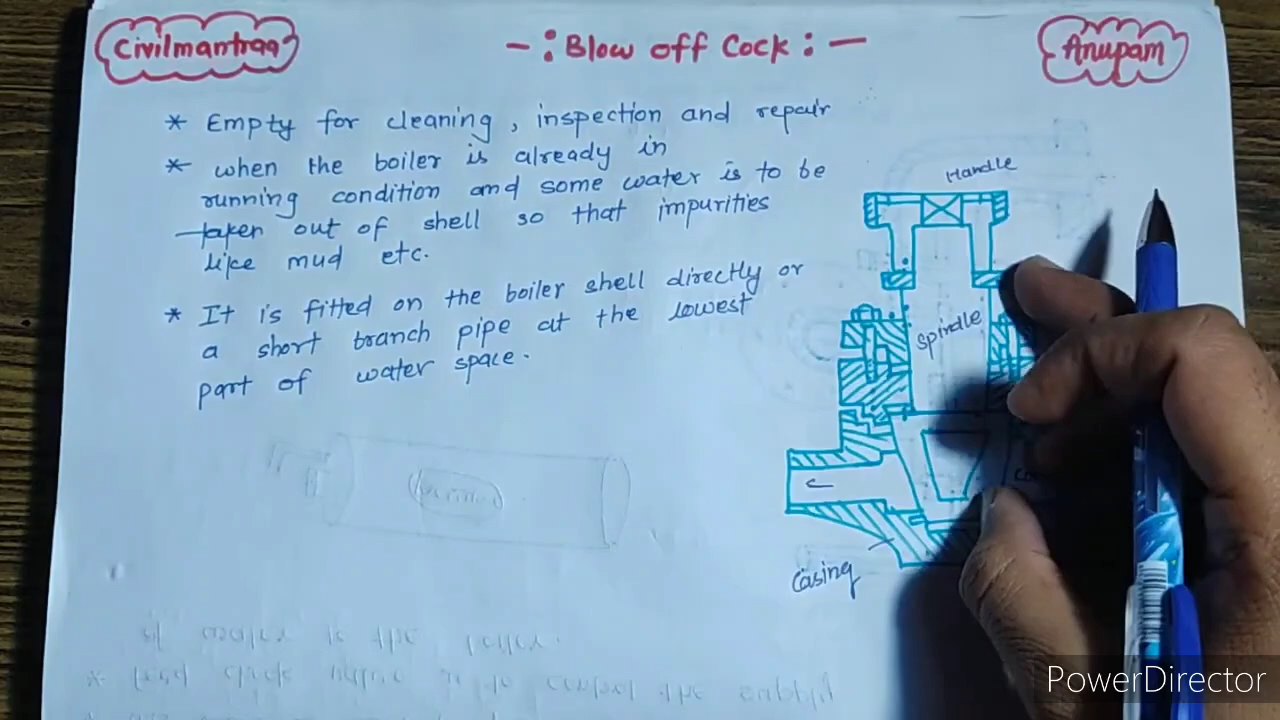 Civilmantraa
- : Blow off Cock : -
Anupam
* Empty for cleaning, inspection and repair
* when the boiler is already in
running condition and some water is to be
taken out of shell so that impurities
like mud etc.
* It is fitted on the boiler shell directly or
a short branch pipe at the lowest
part of water space.
Handle
Spindle
Casing
PowerDirector